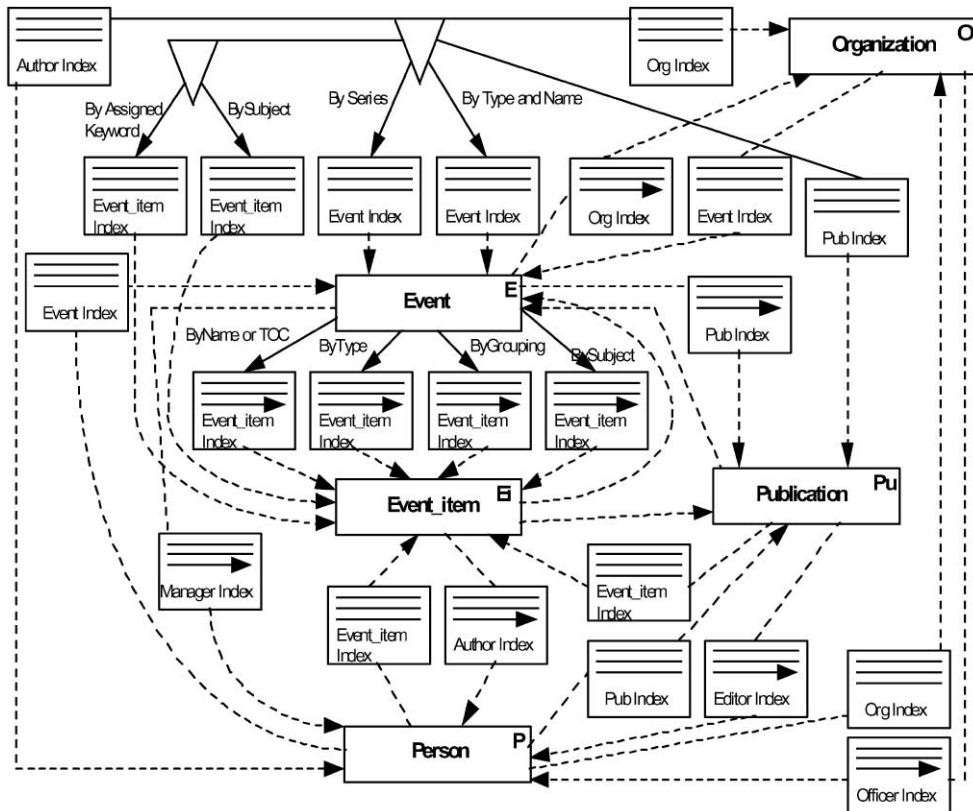 O
Organization
Author Index
Org Index
By Assigned
Keyword
BySubject
By Series
By Type and Name
Event_item
Index
Event_item
Index
Event Index
Event Index
Org Index
Event Index
Pub Index
Event Index
E
Event
Pub Index
ByName or TOC
ByType
ByGrouping
BySubject
Event_item
Index
Event_item
Index
Event_item
Index
Event_item
Index
Ei
Event_item
Pu
Publication
Manager Index
Event_item
Index
Author Index
Event_item
Index
Pub Index
Editor Index
Org Index
P
Person
Officer Index